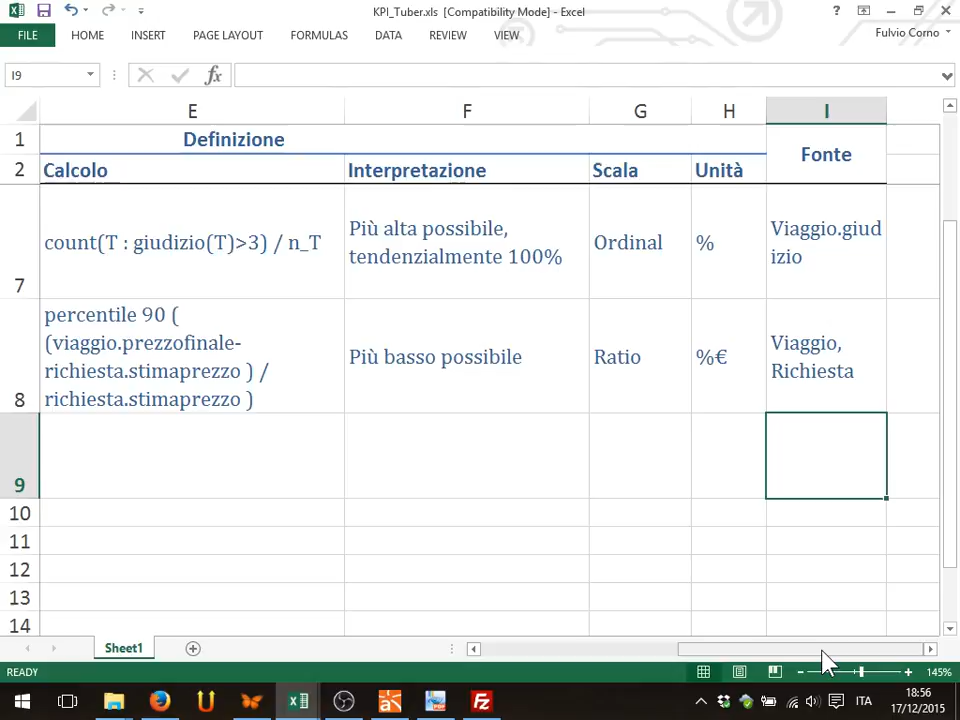 KPI_Tuber.xls [Compatibility Mode] - Excel
?
FILE HOME INSERT PAGE LAYOUT FORMULAS DATA REVIEW VIEW
Fulvio Corno
I9
fx
E F G H I
1 Definizione Fonte
2 Calcolo Interpretazione Scala Unità
7 count(T : giudizio(T)>3) / n_T
Più alta possibile,
tendenzialmente 100%
Ordinal
%
Viaggio.giud
izio
8 percentile 90 (
(viaggio.prezzofinale-
richiesta.stimaprezzo ) /
richiesta.stimaprezzo )
Più basso possibile
Ratio
%€
Viaggio,
Richiesta
9
10
11
12
13
14
Sheet1
READY
145%
ITA
18:56
17/12/2015